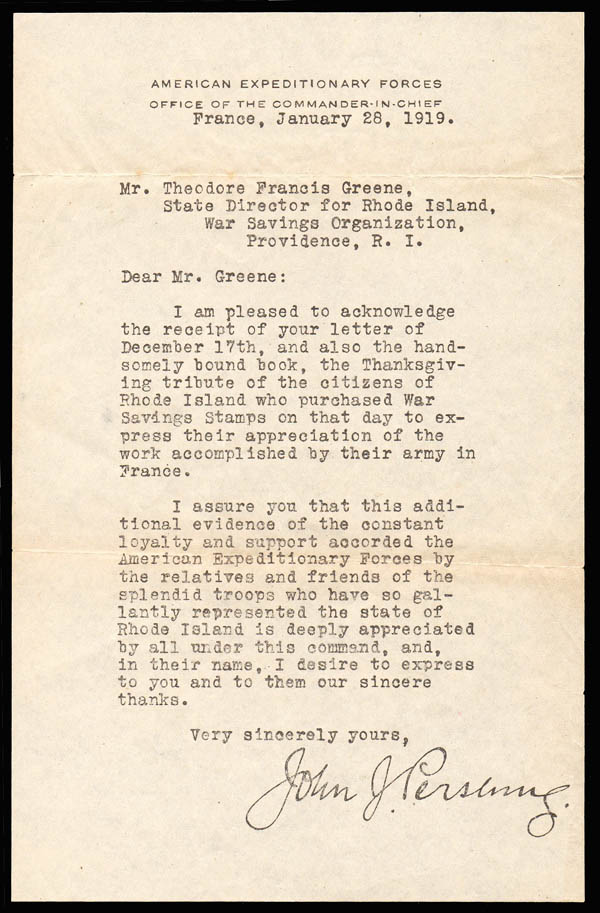 AMERICAN EXPEDITIONARY FORCES
OFFICE OF THE COMMANDER-IN-CHIEF
France, January 28, 1919.
Mr. Theodore Francis Greene,
State Director for Rhode Island,
War Savings Organization,
Providence, R. I.
Dear Mr. Greene:
I am pleased to acknowledge
the receipt of your letter of
December 17th, and also the hand-
somely bound book, the Thanksgiv-
ing tribute of the citizens of
Rhode Island who purchased War
Savings Stamps on that day to ex-
press their appreciation of the
work accomplished by their army in
France.
I assure you that this addi-
tional evidence of the constant
loyalty and support accorded the
American Expeditionary Forces by
the relatives and friends of the
splendid troops who have so gal-
lantly represented the state of
Rhode Island is deeply appreciated
by all under this command, and,
in their name, I desire to express
to you and to them our sincere
thanks.
Very sincerely yours,
John J. Pershing.